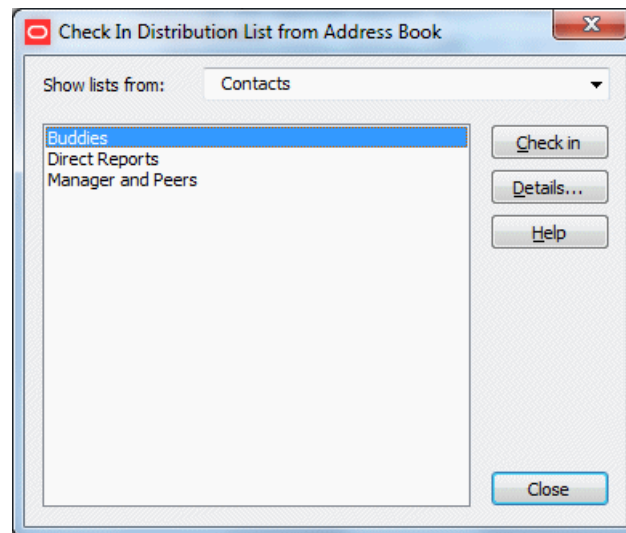 Check In Distribution List from Address Book
Show lists from: Contacts
Buddies
Direct Reports
Manager and Peers
Check in
Details...
Help
Close